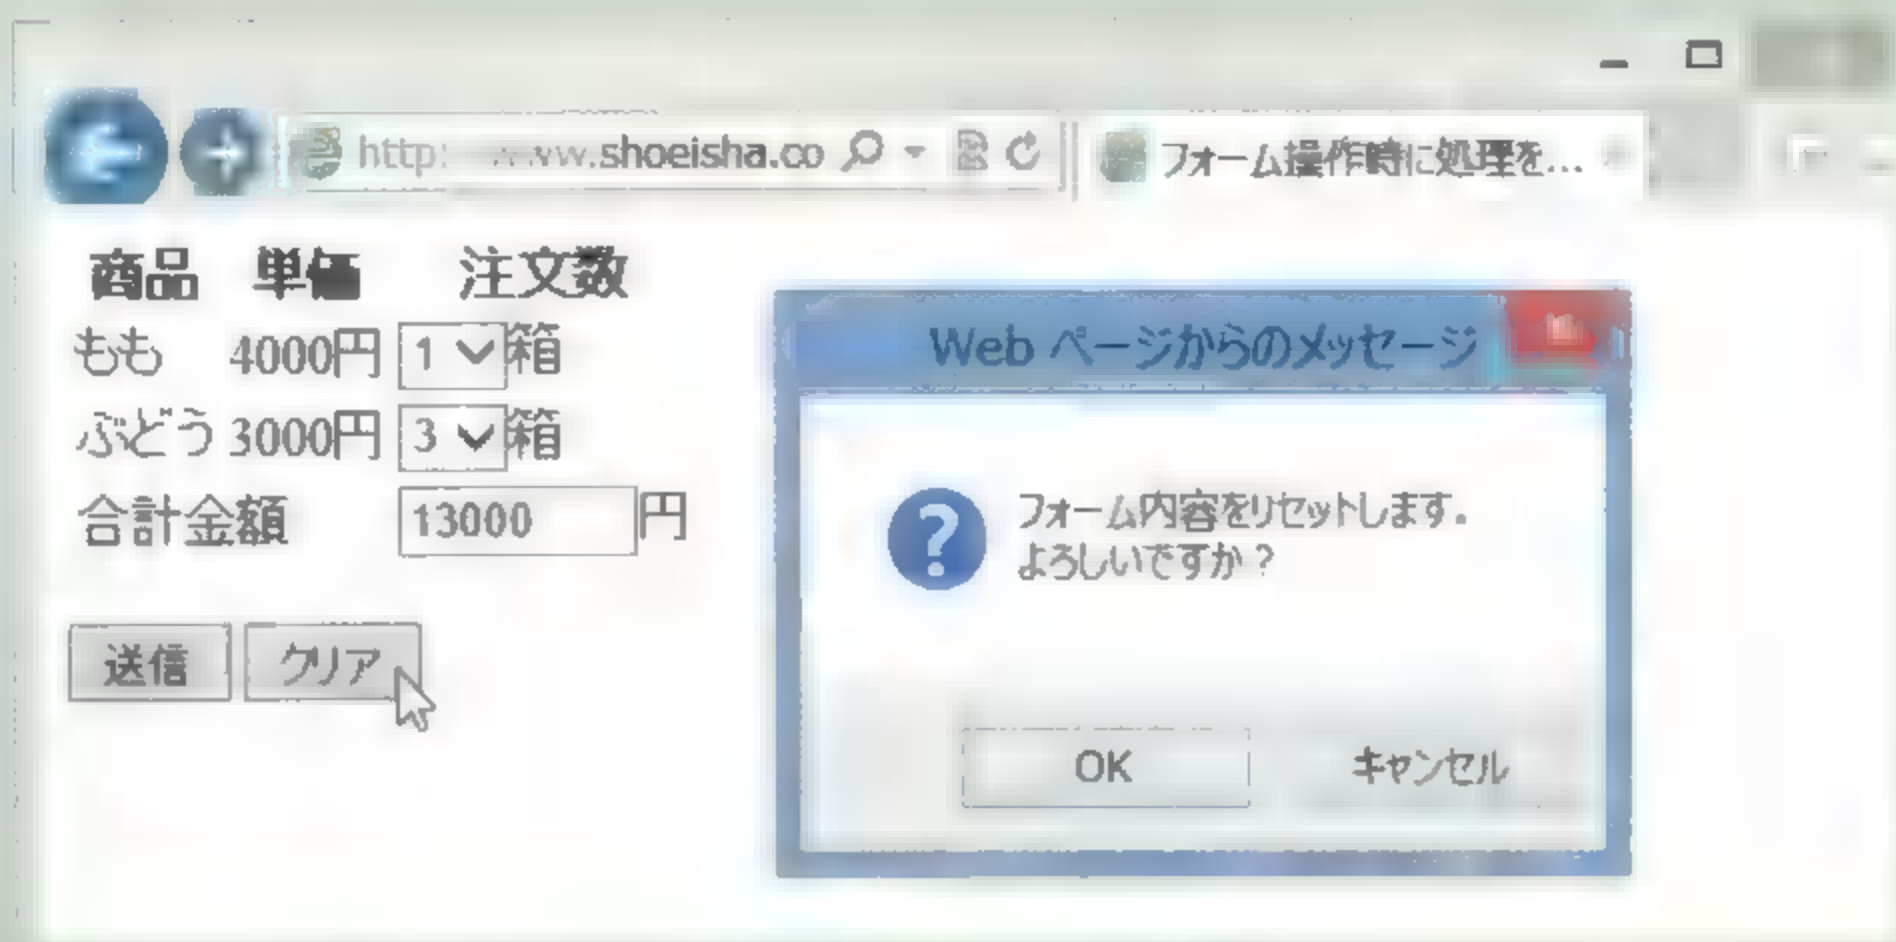 http: www.shoeisha.co フォーム操作時に処理を...
商品 単価 注文数
もも 4000円 1 箱
ぶどう 3000円 3 箱
合計金額 13000 円
送信 クリア
Web ページからのメッセージ
フォーム内容をリセットします。
よろしいですか？
OK キャンセル